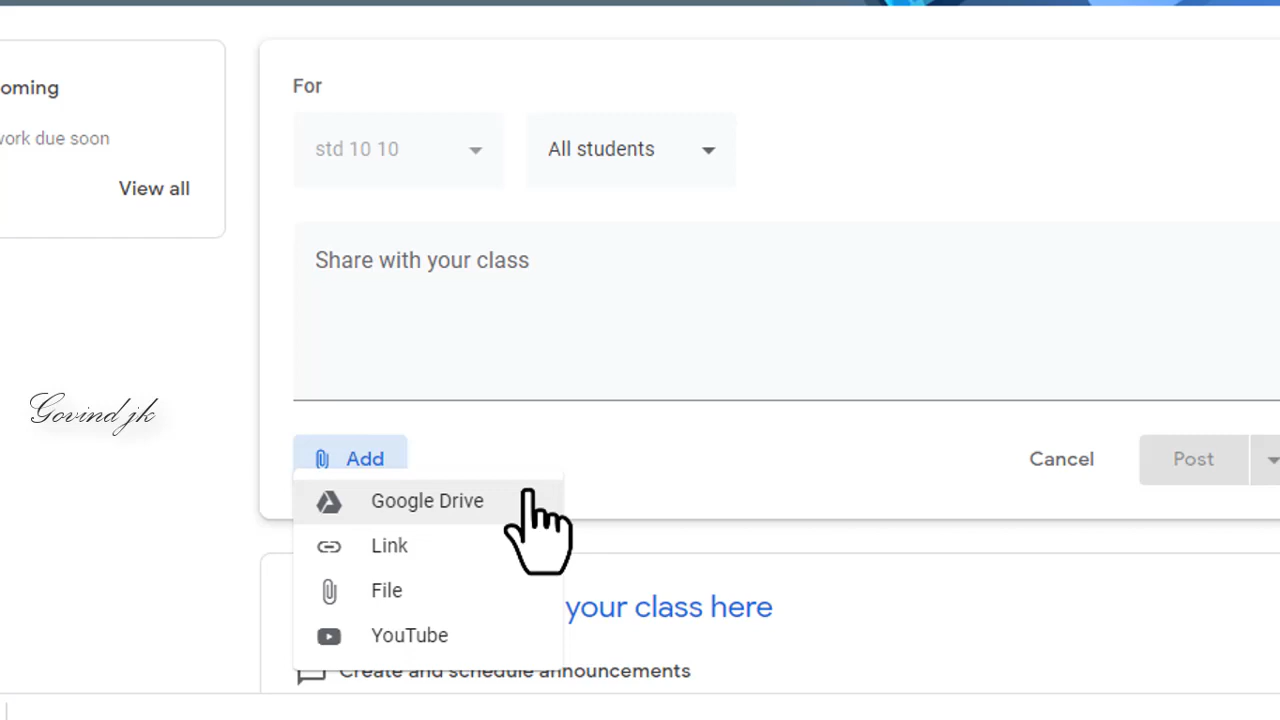 oming
work due soon
View all
For
std 10 10
All students
Share with your class
Govind jk
Add
Cancel
Post
Google Drive
Link
File
YouTube
your class here
Create and schedule announcements